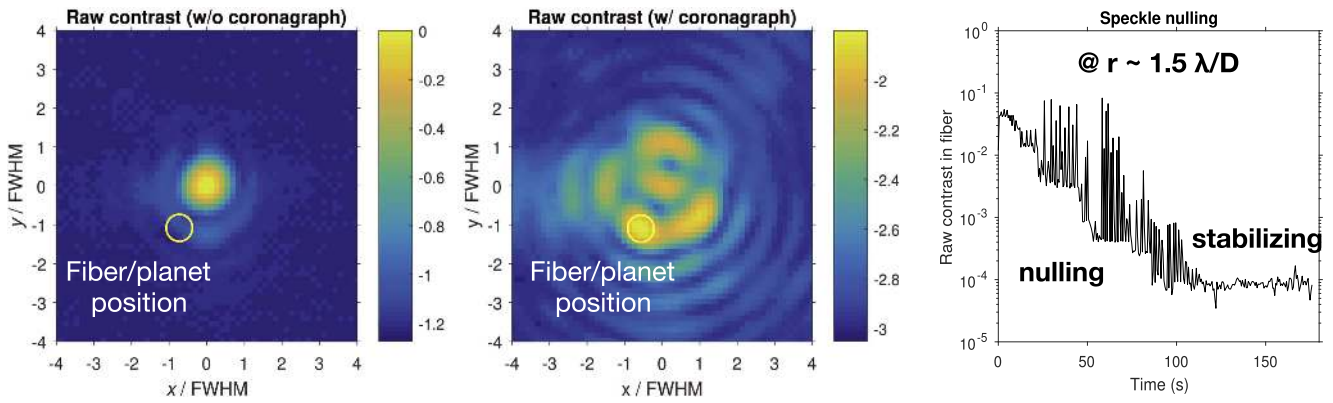 Raw contrast (w/o coronagraph)
4
3
2
1
0
-1
-2
-3
-4
y / FWHM
Fiber/planet
position
-4 -3 -2 -1 0 1 2 3 4
x / FWHM
0
-0.2
-0.4
-0.6
-0.8
-1
-1.2
Raw contrast (w/ coronagraph)
4
3
2
1
0
-1
-2
-3
-4
y / FWHM
Fiber/planet
position
-4 -3 -2 -1 0 1 2 3 4
x / FWHM
-2
-2.2
-2.4
-2.6
-2.8
-3
Speckle nulling
@ r ~ 1.5 λ/D
10⁰
10⁻¹
10⁻²
10⁻³
10⁻⁴
10⁻⁵
Raw contrast in fiber
stabilizing
nulling
0 50 100 150
Time (s)